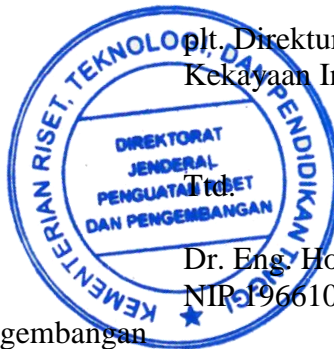 plt. Direktur
Kekayaan In
KEMENTERIAN RISET, TEKNOLOGI, DAN PENDIDIKAN TINGGI
DIREKTORAT
JENDERAL
PENGUATAN RISET
DAN PENGEMBANGAN
Ttd.
Dr. Eng. Ho
NIP 196610
gembangan